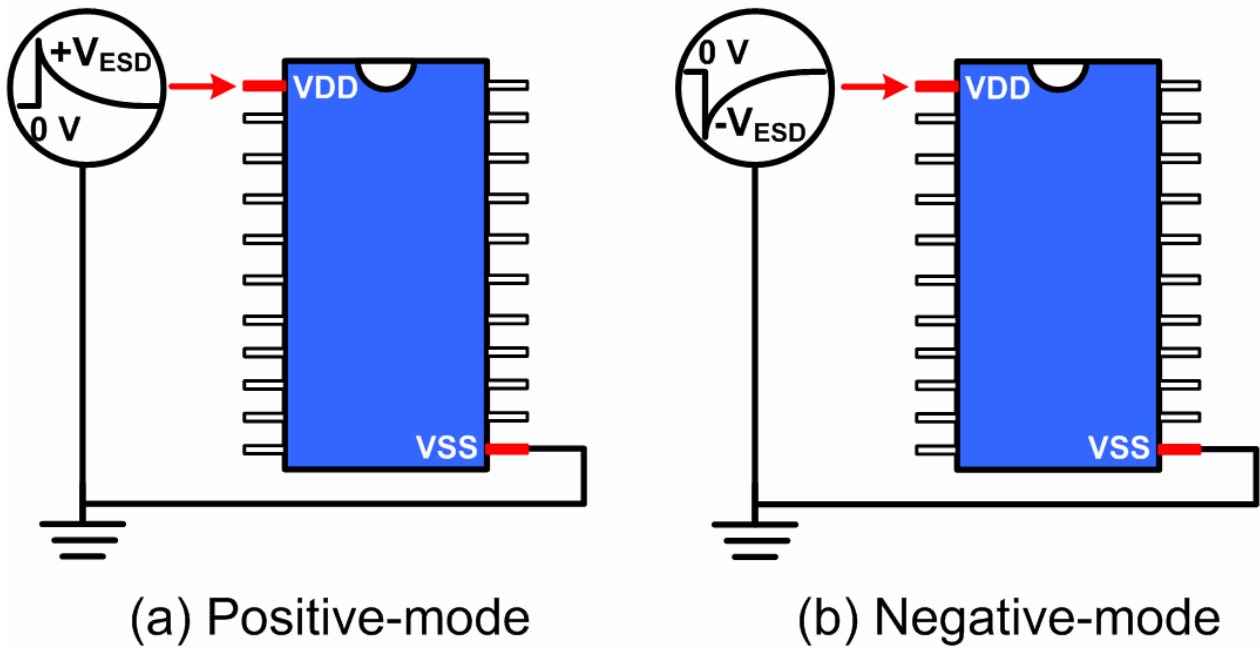 +VESD
0 V
VDD
VSS
(a) Positive-mode
0 V
-VESD
VDD
VSS
(b) Negative-mode